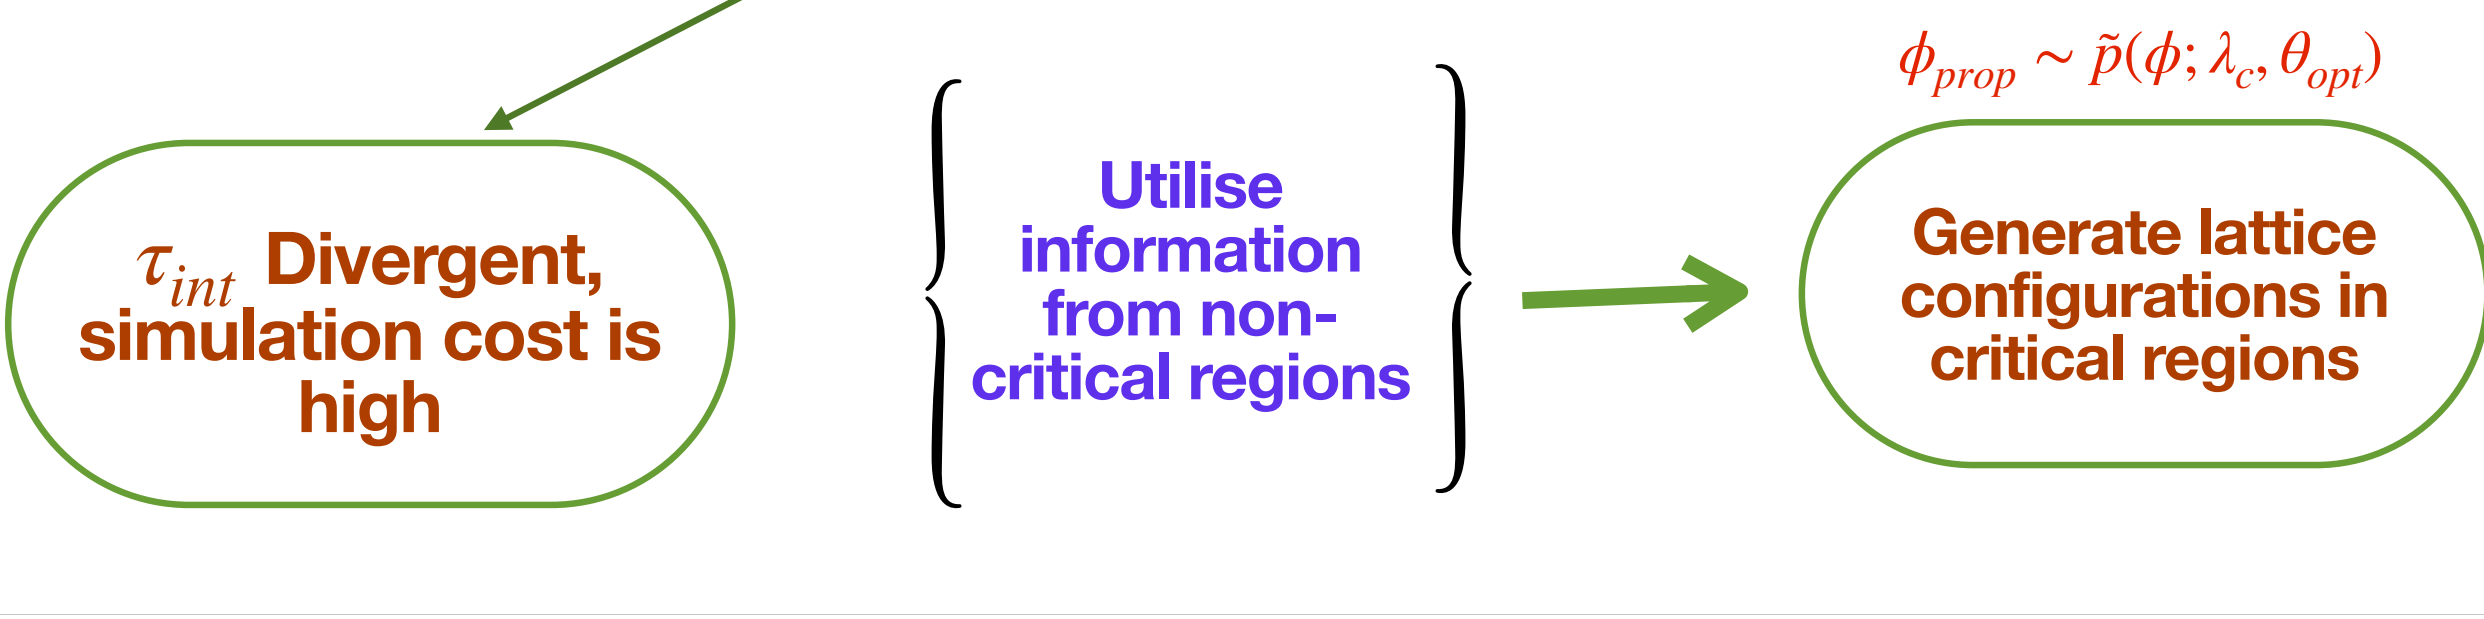 τ_int Divergent,
simulation cost is
high
Utilise
information
from non-
critical regions
ϕ_prop ∼ p̃(ϕ; λ_c, θ_opt)
Generate lattice
configurations in
critical regions